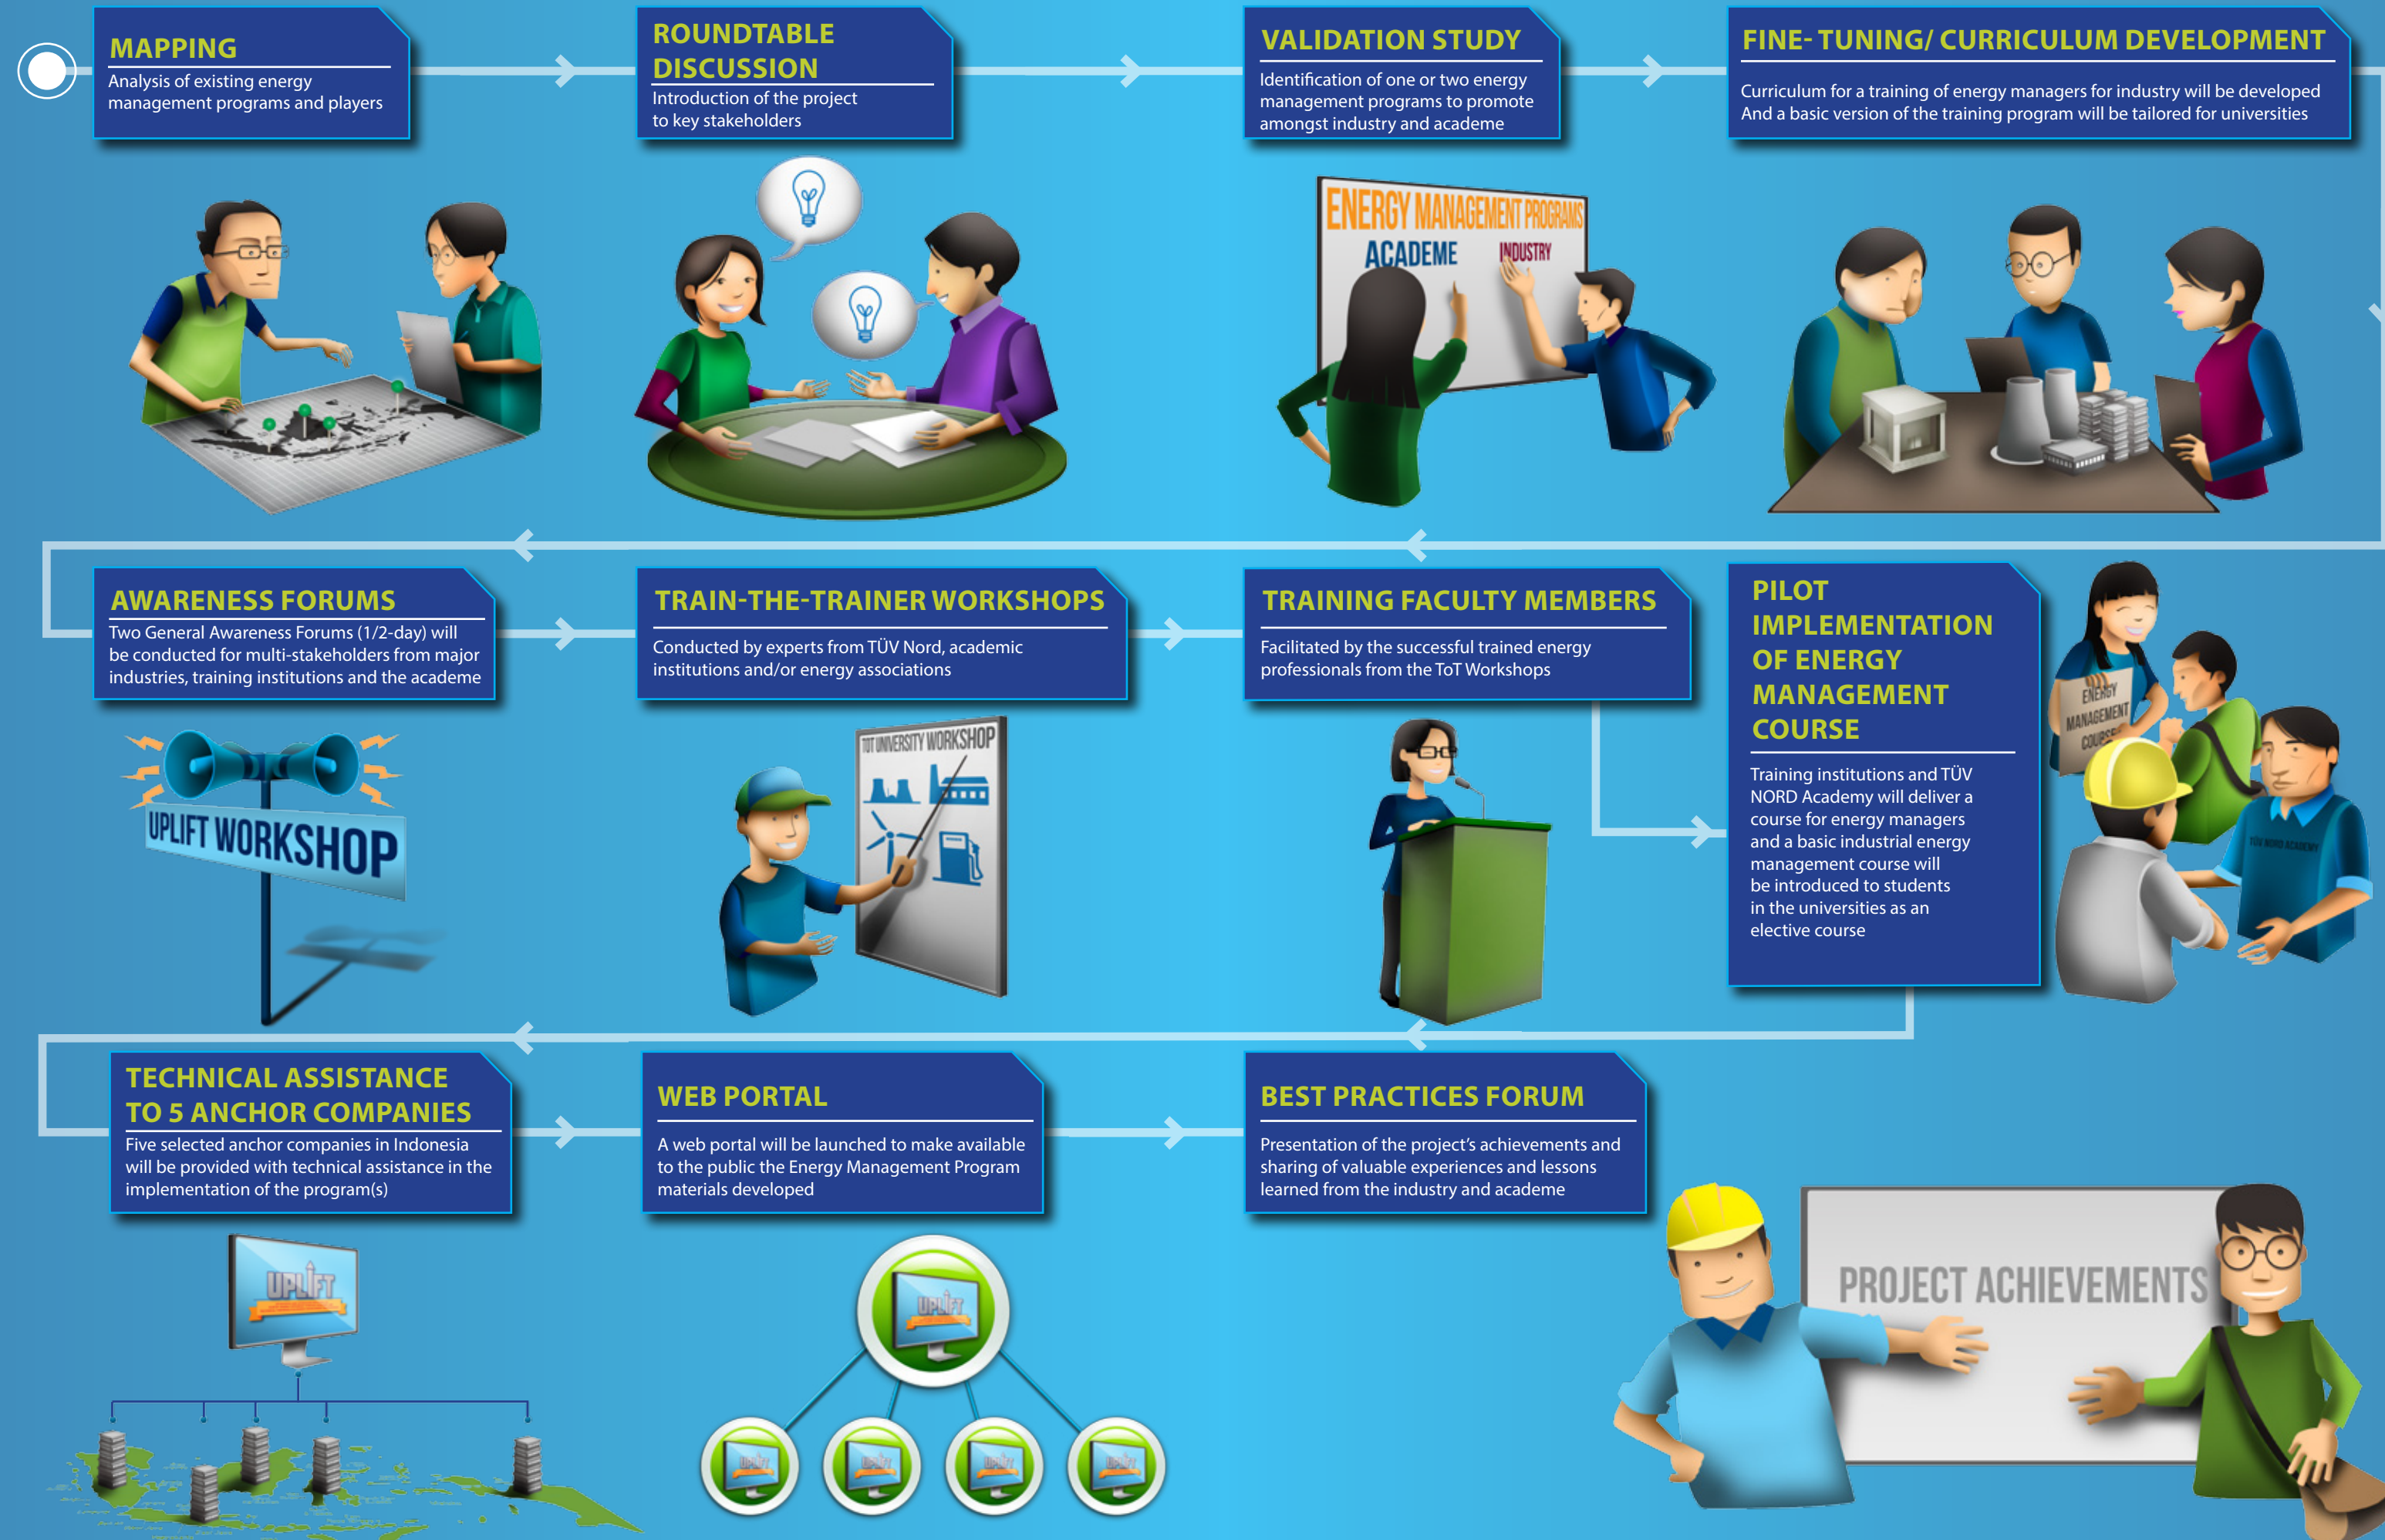 MAPPING
Analysis of existing energy
management programs and players
ROUNDTABLE
DISCUSSION
Introduction of the project
to key stakeholders
VALIDATION STUDY
Identification of one or two energy
management programs to promote
amongst industry and academe
FINE- TUNING/ CURRICULUM DEVELOPMENT
Curriculum for a training of energy managers for industry will be developed
And a basic version of the training program will be tailored for universities
ENERGY MANAGEMENT PROGRAMS
ACADEME
INDUSTRY
AWARENESS FORUMS
Two General Awareness Forums (1/2-day) will
be conducted for multi-stakeholders from major
industries, training institutions and the academe
TRAIN-THE-TRAINER WORKSHOPS
Conducted by experts from TÜV Nord, academic
institutions and/or energy associations
TRAINING FACULTY MEMBERS
Facilitated by the successful trained energy
professionals from the ToT Workshops
PILOT
IMPLEMENTATION
OF ENERGY
MANAGEMENT
COURSE
Training institutions and TÜV
NORD Academy will deliver a
course for energy managers
and a basic industrial energy
management course will
be introduced to students
in the universities as an
elective course
ENERGY
MANAGEMENT
COURSE
TÜV NORD ACADEMY
UPLIFT WORKSHOP
TOT UNIVERSITY WORKSHOP
TECHNICAL ASSISTANCE
TO 5 ANCHOR COMPANIES
Five selected anchor companies in Indonesia
will be provided with technical assistance in the
implementation of the program(s)
WEB PORTAL
A web portal will be launched to make available
to the public the Energy Management Program
materials developed
BEST PRACTICES FORUM
Presentation of the project's achievements and
sharing of valuable experiences and lessons
learned from the industry and academe
UPLIFT
UPLIFT
UPLIFT
UPLIFT
UPLIFT
UPLIFT
PROJECT ACHIEVEMENTS